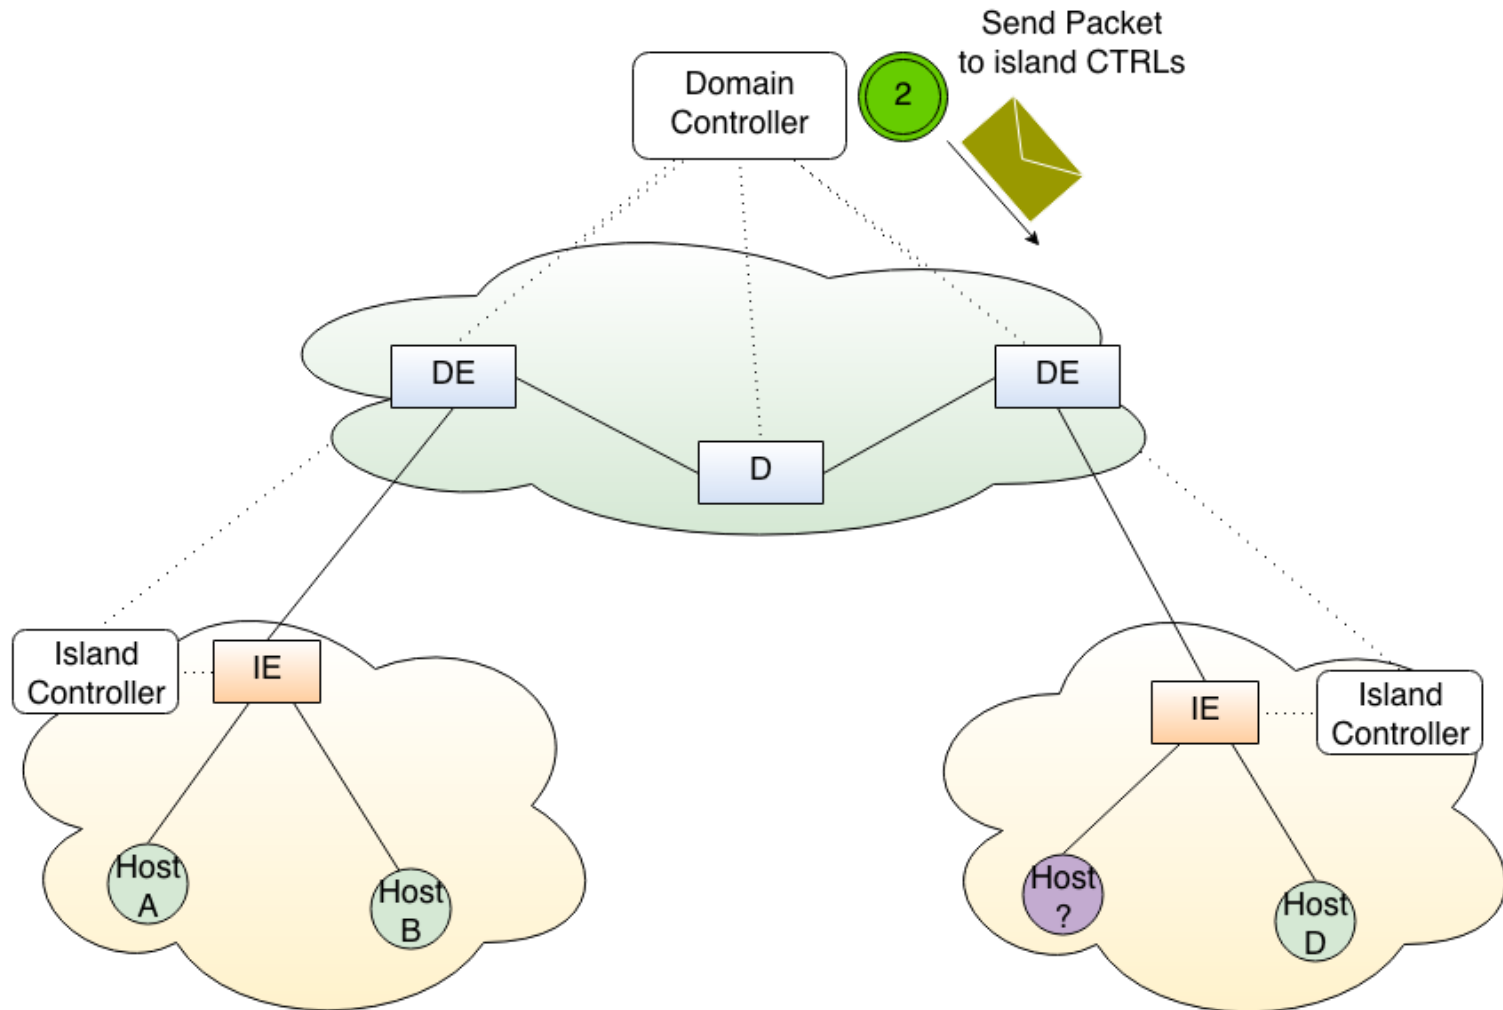 Send Packet
to island CTRLs
Domain
Controller
2
DE
DE
D
Island
Controller
IE
IE
Island
Controller
Host
A
Host
B
Host
?
Host
D